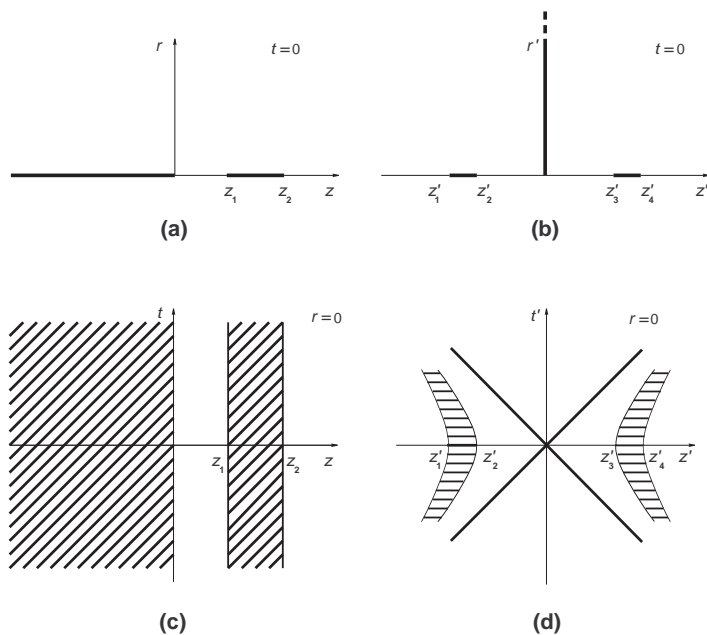 r
t=0
z₁ z₂ z
(a)
r'
t=0
z'₁ z'₂ z'₃ z'₄ z'
(b)
t
r=0
z₁ z₂ z
(c)
t'
r=0
z'₁ z'₂ z'₃ z'₄ z'
(d)